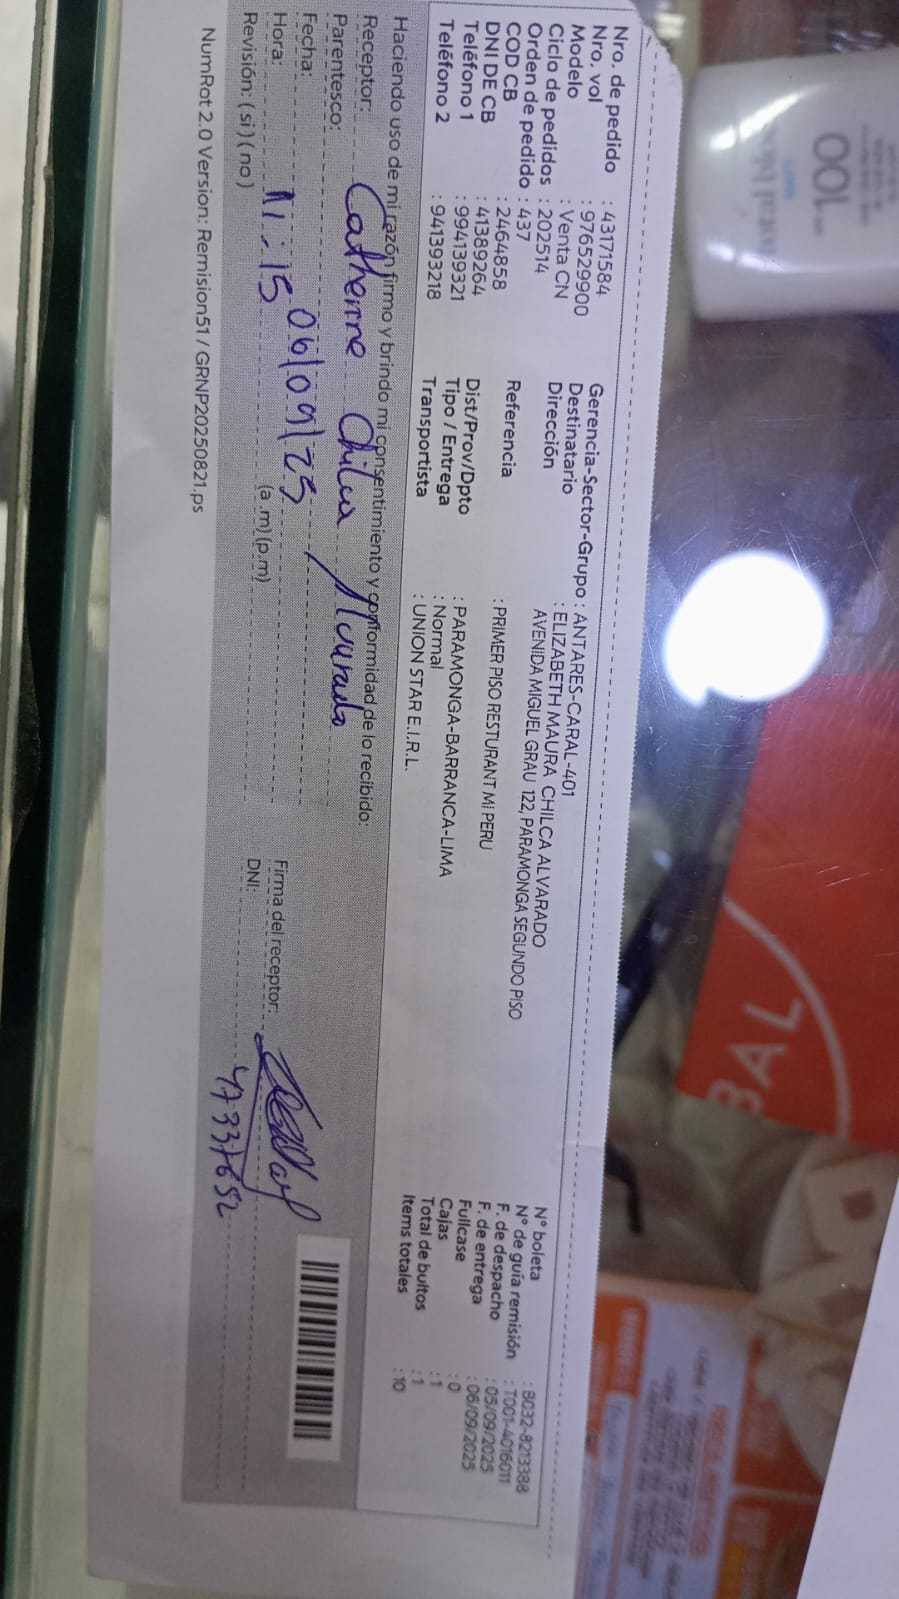 Nro. de pedido : 43171584
Nro. vol : 976529900
Modelo : Venta CN
Ciclo de pedidos : 202514
Orden de pedido : 437
COD CB : 2464858
DNI DE CB : 41389264
Teléfono 1 : 994139321
Teléfono 2 : 941393218
Gerencia-Sector-Grupo : ANTARES-CARAL-401
Destinatario : ELIZABETH MAURA CHILCA ALVARADO
Dirección AVENIDA MIGUEL GRAU 122, PARAMONGA SEGUNDO PISO
Referencia : PRIMER PISO RESTURANT MI PERU
Dist/Prov/Dpto : PARAMONGA-BARRANCA-LIMA
Tipo / Entrega : Normal
Transportista : UNION STAR E.I.R.L.
N° boleta : B032-8213388
N° de guía remisión : T001-4016011
F. de despacho : 05/09/2025
F. de entrega : 06/09/2025
Fullcase : 0
Cajas : 1
Total de bultos : 1
Items totales : 10
Haciendo uso de mi razón firmo y brindo mi consentimiento y conformidad de lo recibido:
Receptor: Catherine Chilca Alvarado
Parentesco:
Fecha: 06/09/25
Hora: 11:15 (a .m) (p.m)
Revisión: ( si ) ( no )
Firma del receptor:
DNI: 47337652
NumRot 2.0 Version: Remision51 / GRNP20250821.ps
100
BAL